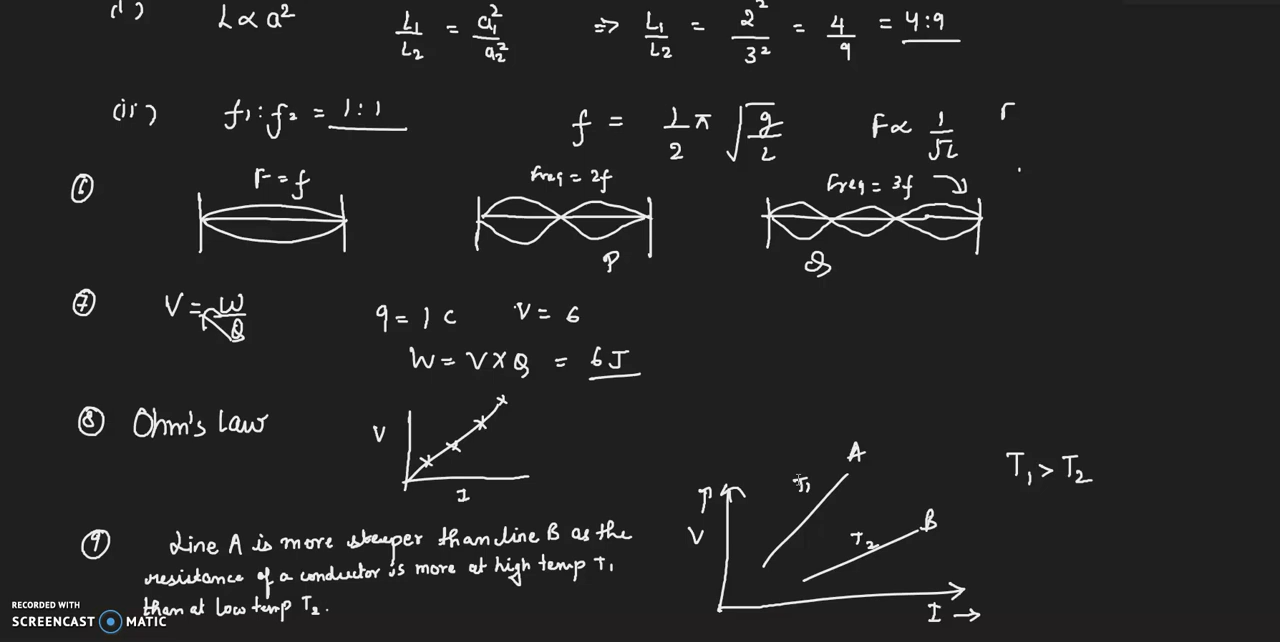 (i) L ∝ a² L₁/L₂ = a₁²/a₂² ⇒ L₁/L₂ = 2²/3² = 4/9 = 4:9
(ii) f₁ : f₂ = 1 : 1 f = 1/2 π √g/L F ∝ 1/√L
⑥ F = f Freq = 2f Freq = 3f
P
⑦ V = W/Q q = 1 C V = 6
W = V × Q = 6 J
⑧ Ohm's Law V I
⑨ Line A is more steeper than line B as the
resistance of a conductor is more at high temp T₁
than at low temp T₂.
V T₁ A T₂ B I → T₁ > T₂
RECORDED WITH
SCREENCAST MATIC